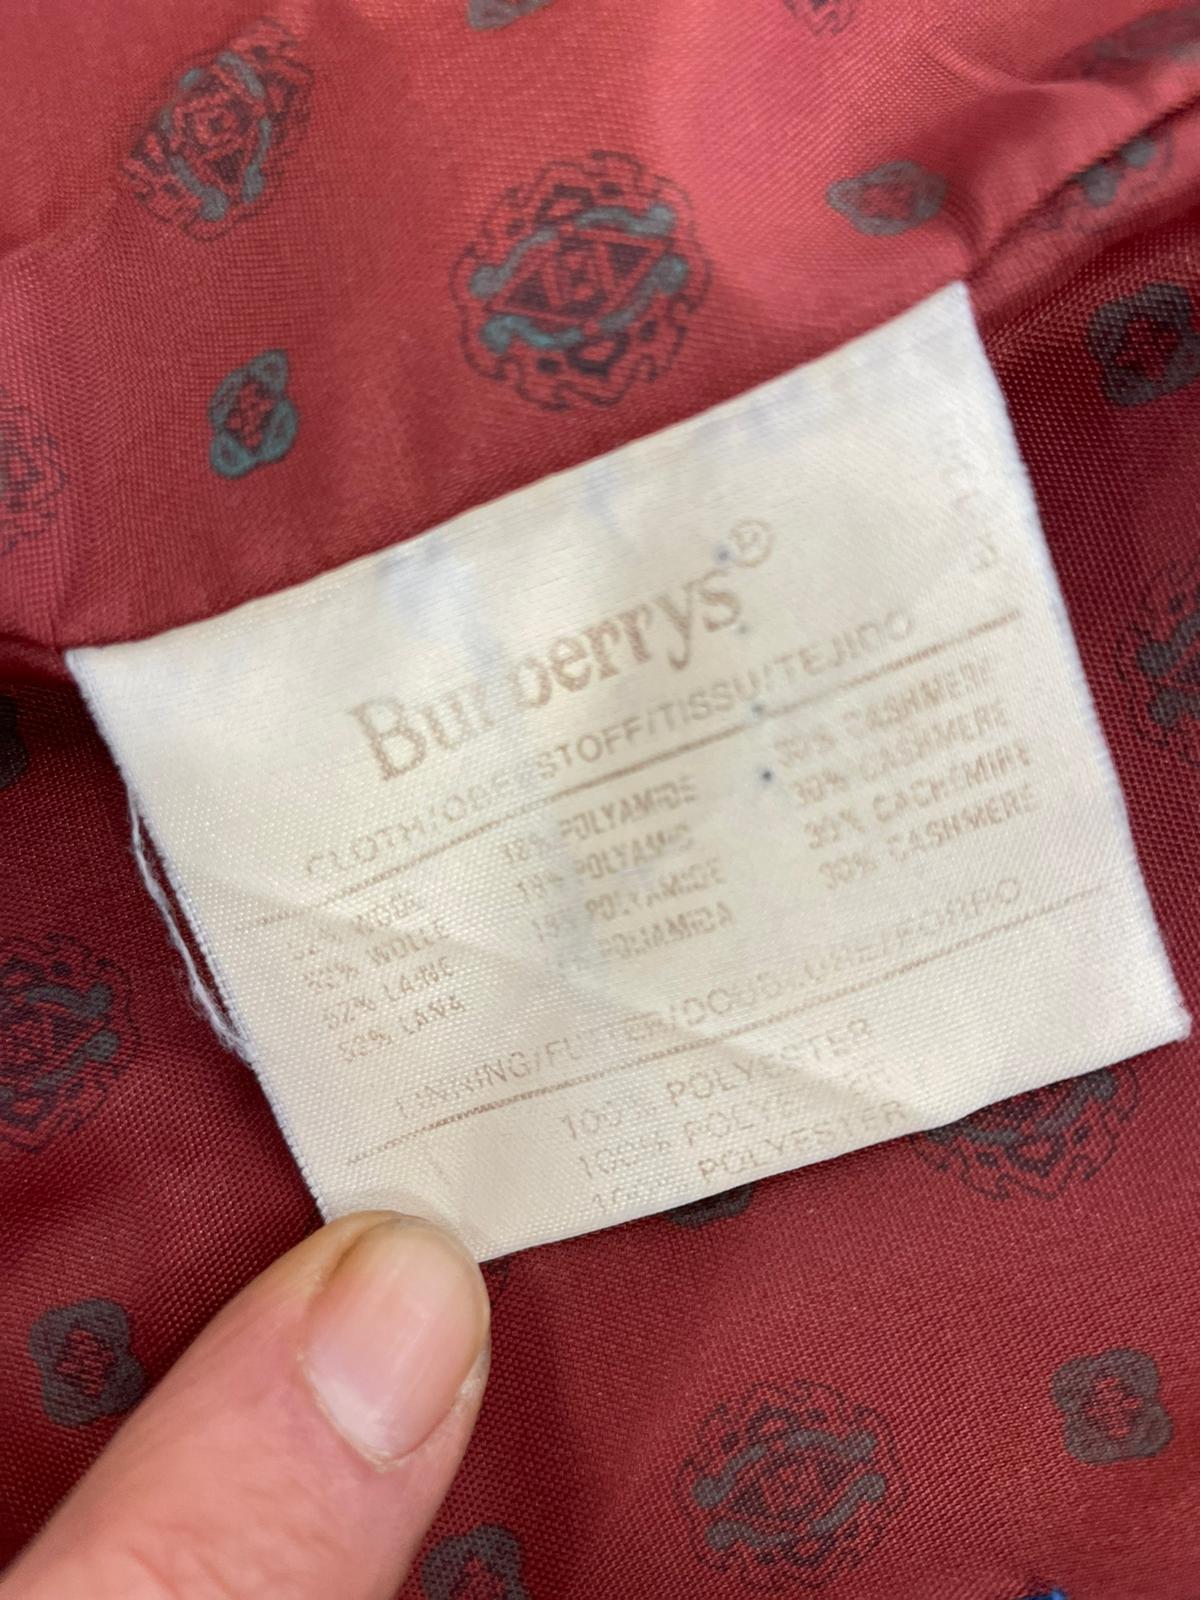 Burberrys®
CLOTH/OBERSTOFF/TISSU/TEJIDO
52% WOOL 18% POLYAMIDE 30% CASHMERE
52% WOLLE 18% POLYAMID 30% CASHMERE
52% LAINE 18% POLYAMIDE 30% CACHEMIRE
52% LANA POLIAMIDA 30% CASHMERE
LINING/FUTTER/DOUBLURE/FORRO
100% POLYESTER
100% POLYESTER
100% POLYESTER